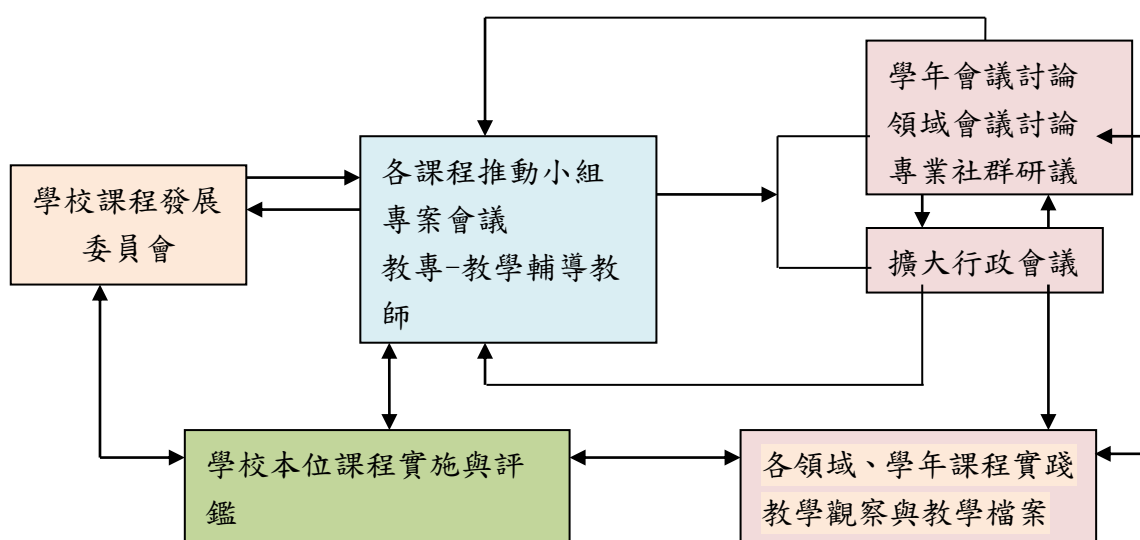 學校課程發展
委員會
各課程推動小組
專案會議
教專-教學輔導教
師
學年會議討論
領域會議討論
專業社群研議
擴大行政會議
學校本位課程實施與評
鑑
各領域、學年課程實踐
教學觀察與教學檔案